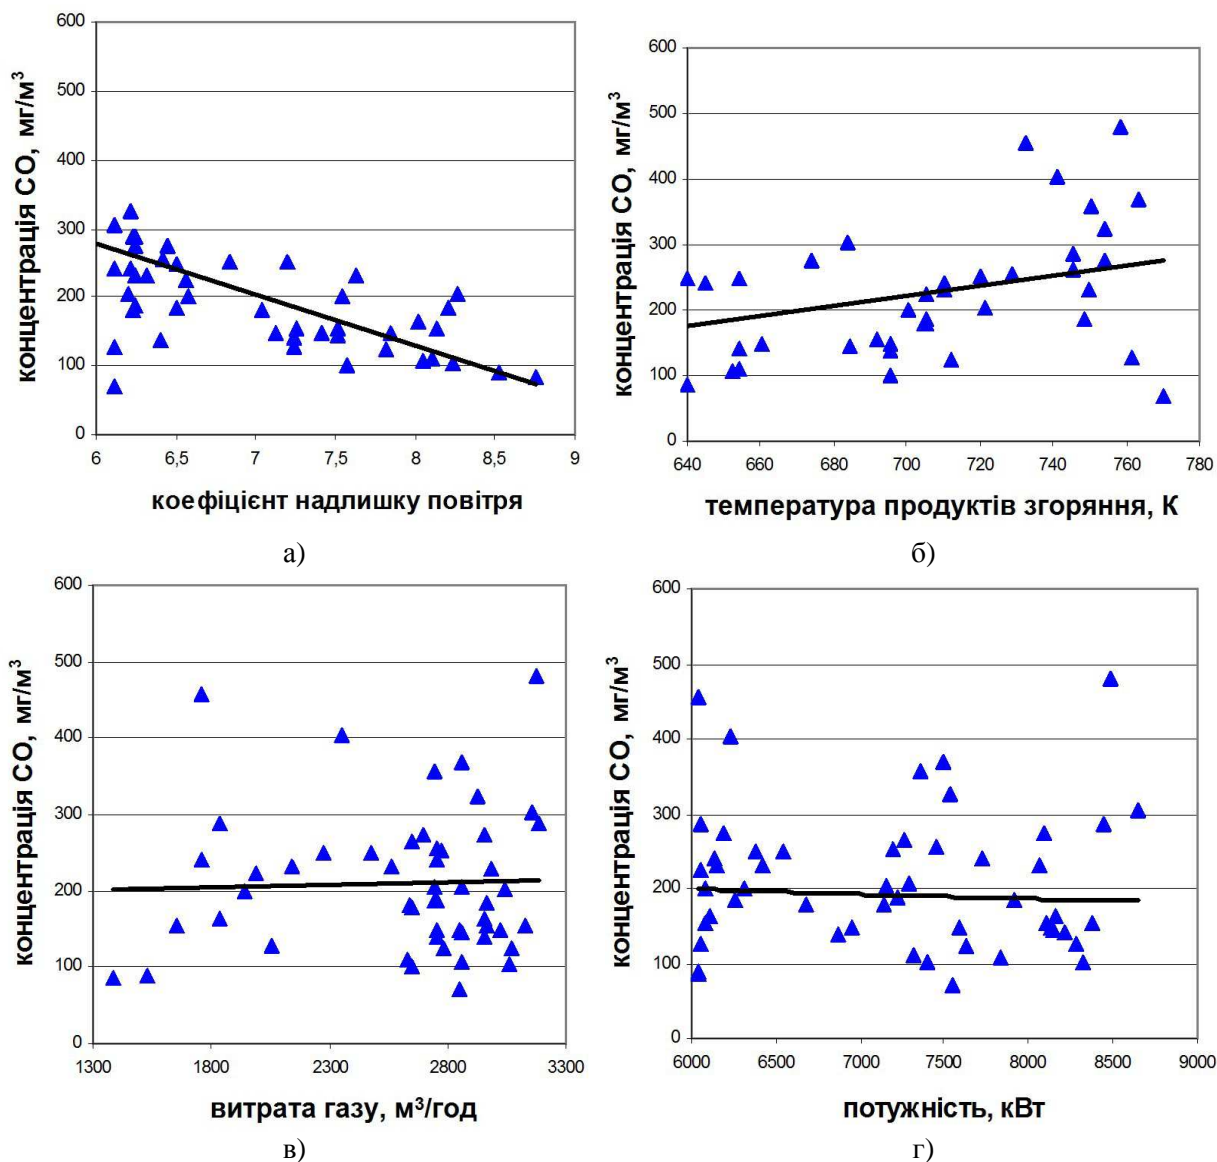 600
500
400
300
200
100
0
6 6,5 7 7,5 8 8,5 9
концентрація СО, мг/м³
коефіцієнт надлишку повітря
а)
600
500
400
300
200
100
0
640 660 680 700 720 740 760 780
концентрація СО, мг/м³
температура продуктів згоряння, К
б)
600
500
400
300
200
100
0
1300 1800 2300 2800 3300
концентрація СО, мг/м³
витрата газу, м³/год
в)
600
500
400
300
200
100
0
6000 6500 7000 7500 8000 8500 9000
концентрація СО, мг/м³
потужність, кВт
г)